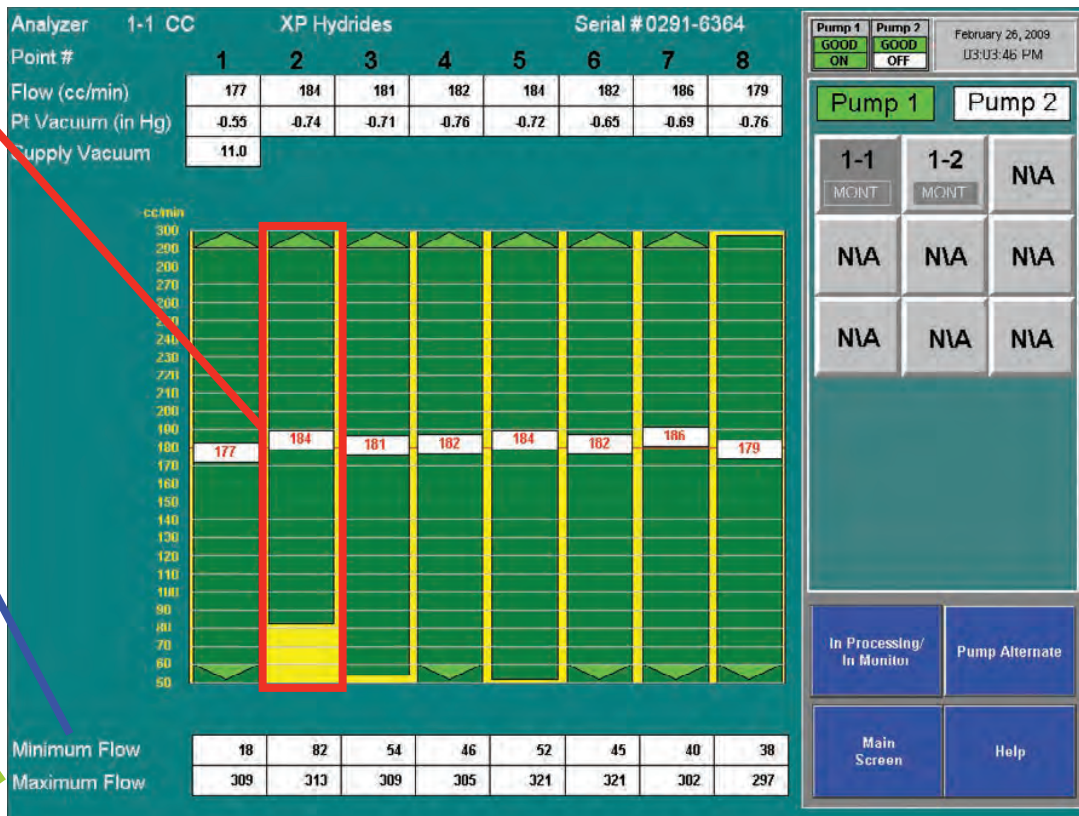 Analyzer 1-1 CC XP Hydrides Serial # 0291-6364
Point # 1 2 3 4 5 6 7 8
Flow (cc/min) 177 184 181 182 184 182 186 179
Pt Vacuum (in Hg) -0.55 -0.74 -0.71 -0.76 -0.72 -0.65 -0.69 -0.76
Supply Vacuum 11.0
cc/min
300
290
280
270
260
240
230
220
210
200
190
180
170
160
150
140
130
120
110
100
90
80
70
60
50
177 184 181 182 184 182 186 179
Minimum Flow 18 82 54 46 52 45 40 38
Maximum Flow 309 313 309 305 321 321 302 297
Pump 1 Pump 2
GOOD GOOD
ON OFF
February 26, 2009
03:03:46 PM
Pump 1 Pump 2
1-1 1-2 N\A
MONT MONT
N\A N\A N\A
N\A N\A N\A
In Processing/
In Monitor
Pump Alternate
Main
Screen
Help